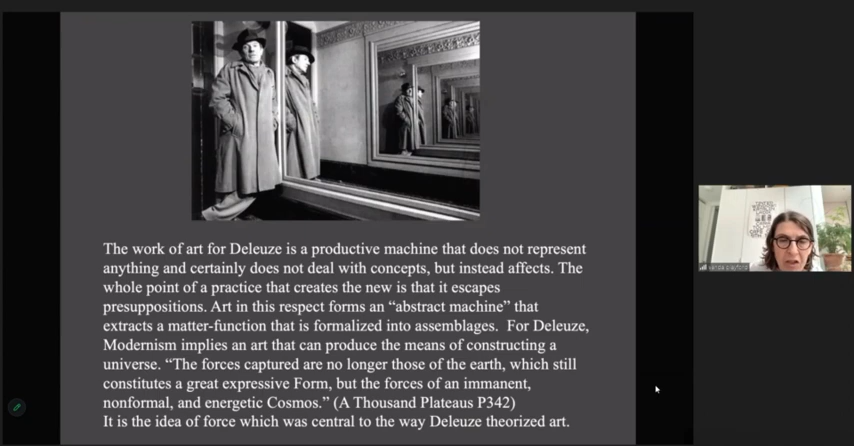 The work of art for Deleuze is a productive machine that does not represent
anything and certainly does not deal with concepts, but instead affects. The
whole point of a practice that creates the new is that it escapes
presuppositions. Art in this respect forms an “abstract machine” that
extracts a matter-function that is formalized into assemblages.  For Deleuze,
Modernism implies an art that can produce the means of constructing a
universe. “The forces captured are no longer those of the earth, which still
constitutes a great expressive Form, but the forces of an immanent,
nonformal, and energetic Cosmos.” (A Thousand Plateaus P342)
It is the idea of force which was central to the way Deleuze theorized art.